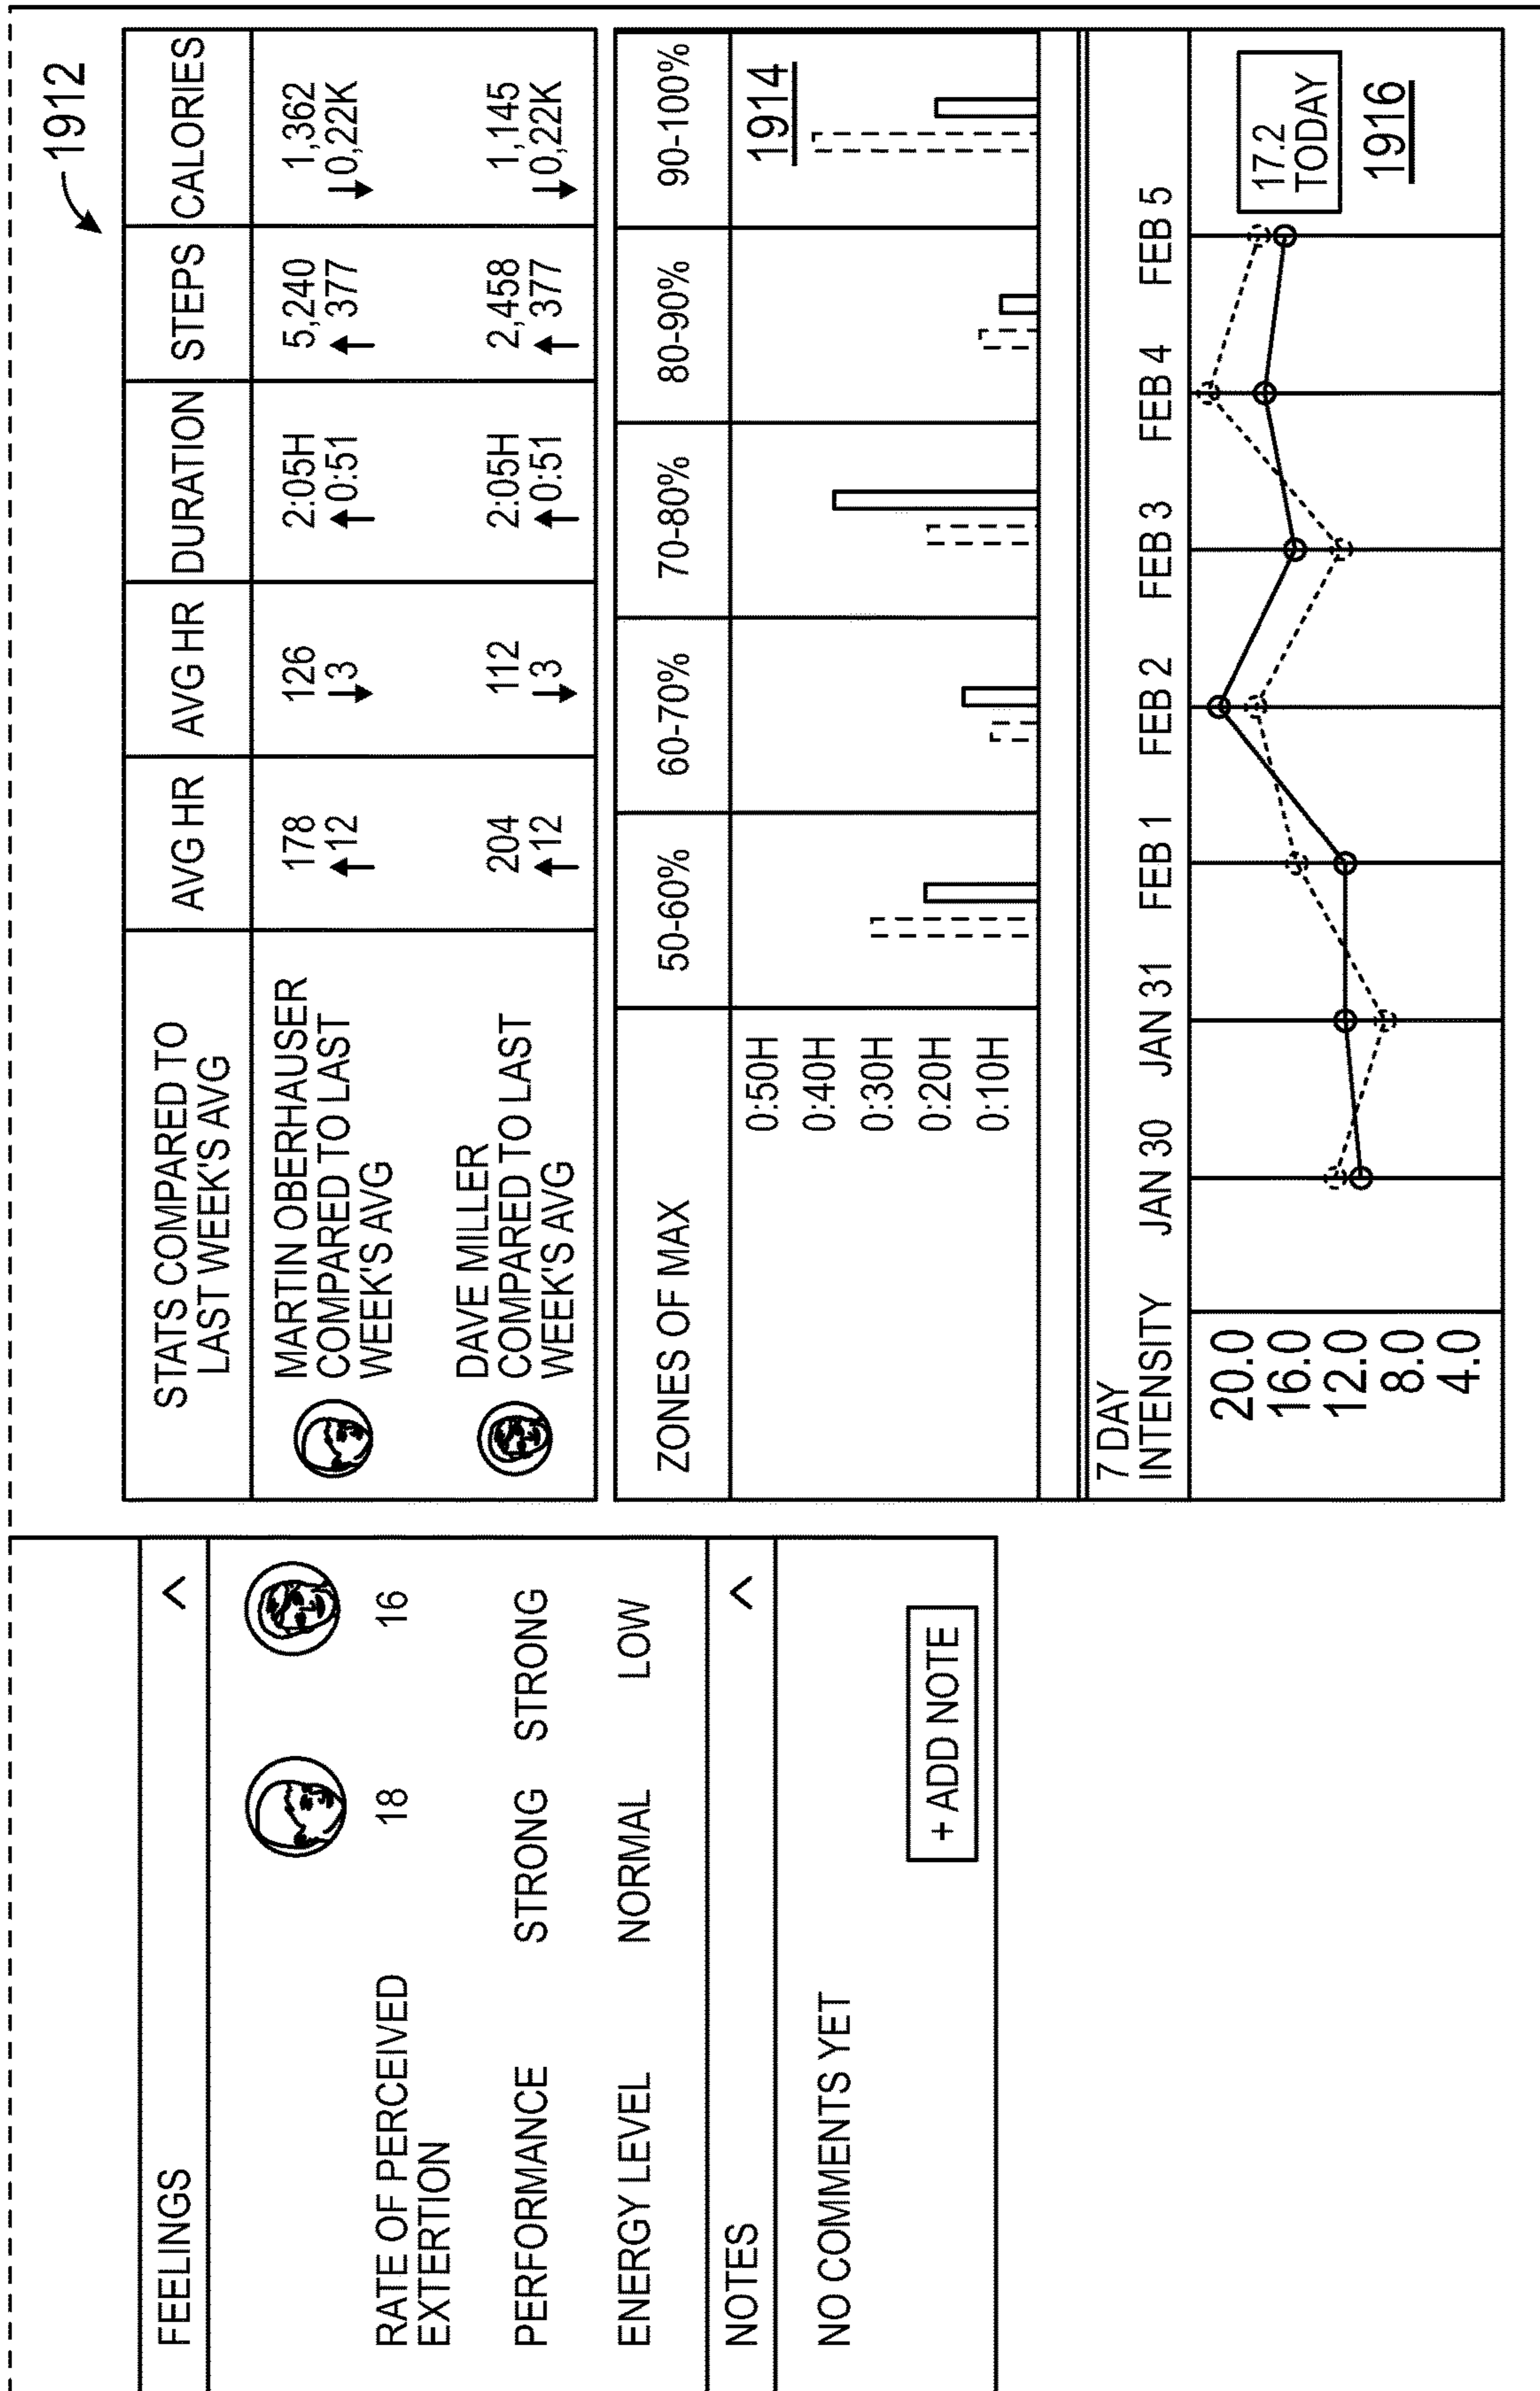 FEELINGS ^
18 16
RATE OF PERCEIVED
EXTERTION
PERFORMANCE STRONG STRONG
ENERGY LEVEL NORMAL LOW
NOTES ^
NO COMMENTS YET
+ ADD NOTE
1912
STATS COMPARED TO
LAST WEEK'S AVG
AVG HR AVG HR DURATION STEPS CALORIES
MARTIN OBERHAUSER
COMPARED TO LAST
WEEK'S AVG
178 126 2:05H 5,240 1,362
↑12 ↓3 ↑0:51 ↑377 ↓0,22K
DAVE MILLER
COMPARED TO LAST
WEEK'S AVG
204 112 2:05H 2,458 1,145
↑12 ↓3 ↑0:51 ↑377 ↓0,22K
ZONES OF MAX 50-60% 60-70% 70-80% 80-90% 90-100%
0:50H
0:40H
0:30H
0:20H
0:10H
1914
7 DAY
INTENSITY JAN 30 JAN 31 FEB 1 FEB 2 FEB 3 FEB 4 FEB 5
20.0
16.0
12.0
8.0
4.0
17.2
TODAY
1916